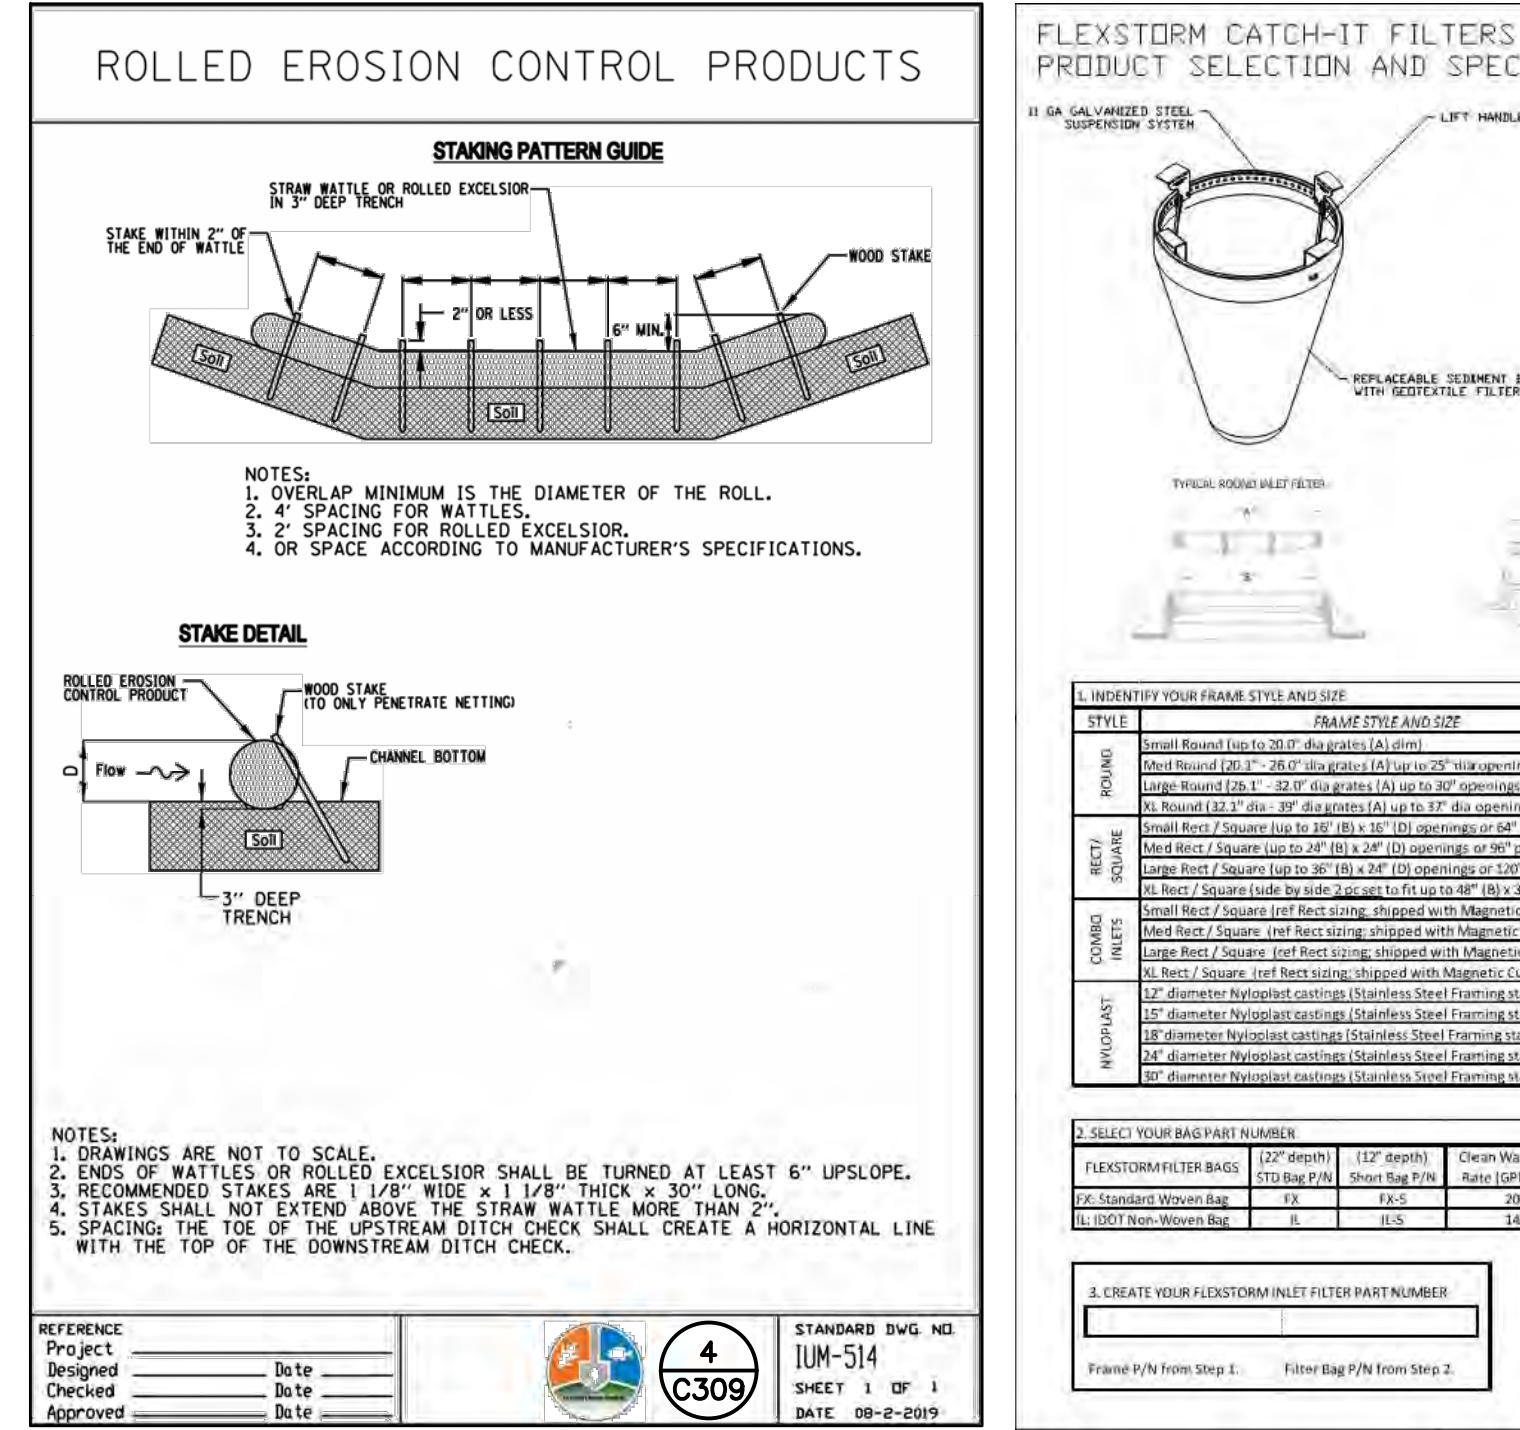 ROLLED EROSION CONTROL PRODUCTS
STAKING PATTERN GUIDE
STRAW WATTLE OR ROLLED EXCELSIOR
IN 3" DEEP TRENCH
STAKE WITHIN 2" OF
THE END OF WATTLE
WOOD STAKE
2" OR LESS
6" MIN.
Soil
Soil
Soil
NOTES:
1. OVERLAP MINIMUM IS THE DIAMETER OF THE ROLL.
2. 4' SPACING FOR WATTLES.
3. 2' SPACING FOR ROLLED EXCELSIOR.
4. OR SPACE ACCORDING TO MANUFACTURER'S SPECIFICATIONS.
STAKE DETAIL
ROLLED EROSION
CONTROL PRODUCT
WOOD STAKE
(TO ONLY PENETRATE NETTING)
CHANNEL BOTTOM
D
Flow
Soil
3" DEEP
TRENCH
NOTES:
1. DRAWINGS ARE NOT TO SCALE.
2. ENDS OF WATTLES OR ROLLED EXCELSIOR SHALL BE TURNED AT LEAST 6" UPSLOPE.
3. RECOMMENDED STAKES ARE 1 1/8" WIDE x 1 1/8" THICK x 30" LONG.
4. STAKES SHALL NOT EXTEND ABOVE THE STRAW WATTLE MORE THAN 2".
5. SPACING: THE TOE OF THE UPSTREAM DITCH CHECK SHALL CREATE A HORIZONTAL LINE
WITH THE TOP OF THE DOWNSTREAM DITCH CHECK.
REFERENCE
Project
Designed Date
Checked Date
Approved Date
4
C309
STANDARD DWG. NO.
IUM-514
SHEET 1 OF 1
DATE 08-2-2019
FLEXSTORM CATCH-IT FILTERS
PRODUCT SELECTION AND SPEC
11 GA GALVANIZED STEEL
SUSPENSION SYSTEM
LIFT HANDLE
REPLACEABLE SEDIMENT
WITH GEOTEXTILE FILTER
TYPICAL ROUND INLET FILTER
"A"
"B"
1. INDENTIFY YOUR FRAME STYLE AND SIZE
STYLE FRAME STYLE AND SIZE
ROUND
Small Round (up to 20.0" dia grates (A) dim)
Med Round (20.1" - 26.0" dia grates (A) up to 25" dia openin
Large Round (26.1" - 32.0" dia grates (A) up to 30" openings
XL Round (32.1" dia - 39" dia grates (A) up to 37" dia openin
RECT/
SQUARE
Small Rect / Square (up to 16" (B) x 16" (D) openings or 64"
Med Rect / Square (up to 24" (B) x 24" (D) openings or 96" p
Large Rect / Square (up to 36" (B) x 24" (D) openings or 120"
XL Rect / Square (side by side 2 pc set to fit up to 48" (B) x 3
COMBO
INLETS
Small Rect / Square (ref Rect sizing; shipped with Magnetic
Med Rect / Square (ref Rect sizing; shipped with Magnetic
Large Rect / Square (ref Rect sizing; shipped with Magnetic
XL Rect / Square (ref Rect sizing; shipped with Magnetic Cu
NYLOPLAST
12" diameter Nyloplast castings (Stainless Steel Framing st
15" diameter Nyloplast castings (Stainless Steel Framing st
18" diameter Nyloplast castings (Stainless Steel Framing sta
24" diameter Nyloplast castings (Stainless Steel Framing st
30" diameter Nyloplast castings (Stainless Steel Framing st
2. SELECT YOUR BAG PART NUMBER
FLEXSTORM FILTER BAGS (22" depth) STD Bag P/N (12" depth) Short Bag P/N Clean Wa Rate (GP
FX: Standard Woven Bag FX FX-S 20
IL: IDOT Non-Woven Bag IL IL-S 14
3. CREATE YOUR FLEXSTORM INLET FILTER PART NUMBER
Frame P/N from Step 1. Filter Bag P/N from Step 2.